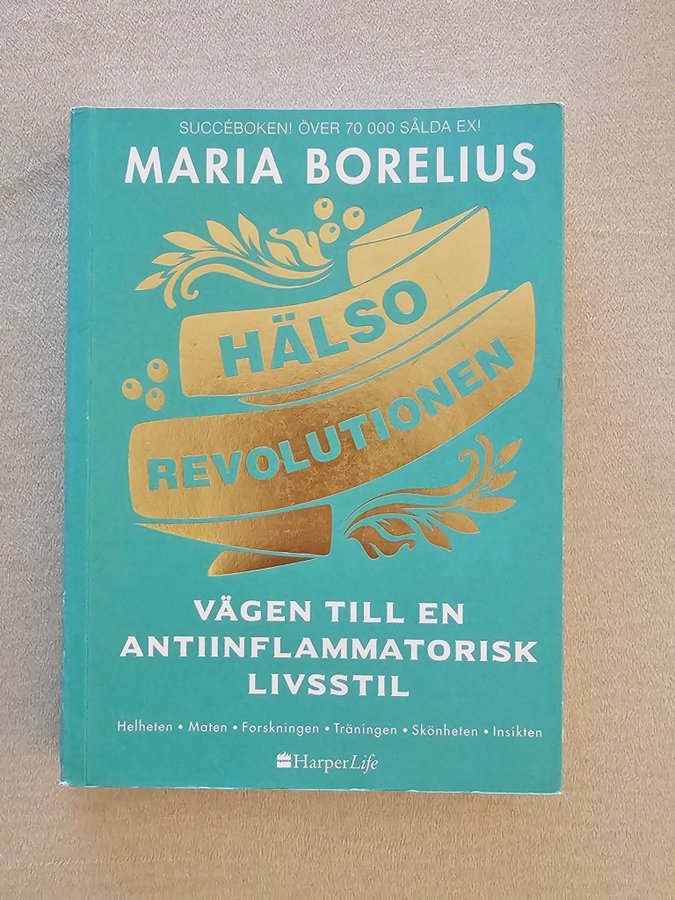 SUCCÉBOKEN! ÖVER 70 000 SÅLDA EX!
MARIA BORELIUS
HÄLSO
REVOLUTIONEN
VÄGEN TILL EN
ANTIINFLAMMATORISK
LIVSSTIL
Helheten • Maten • Forskningen • Träningen • Skönheten • Insikten
HarperLife